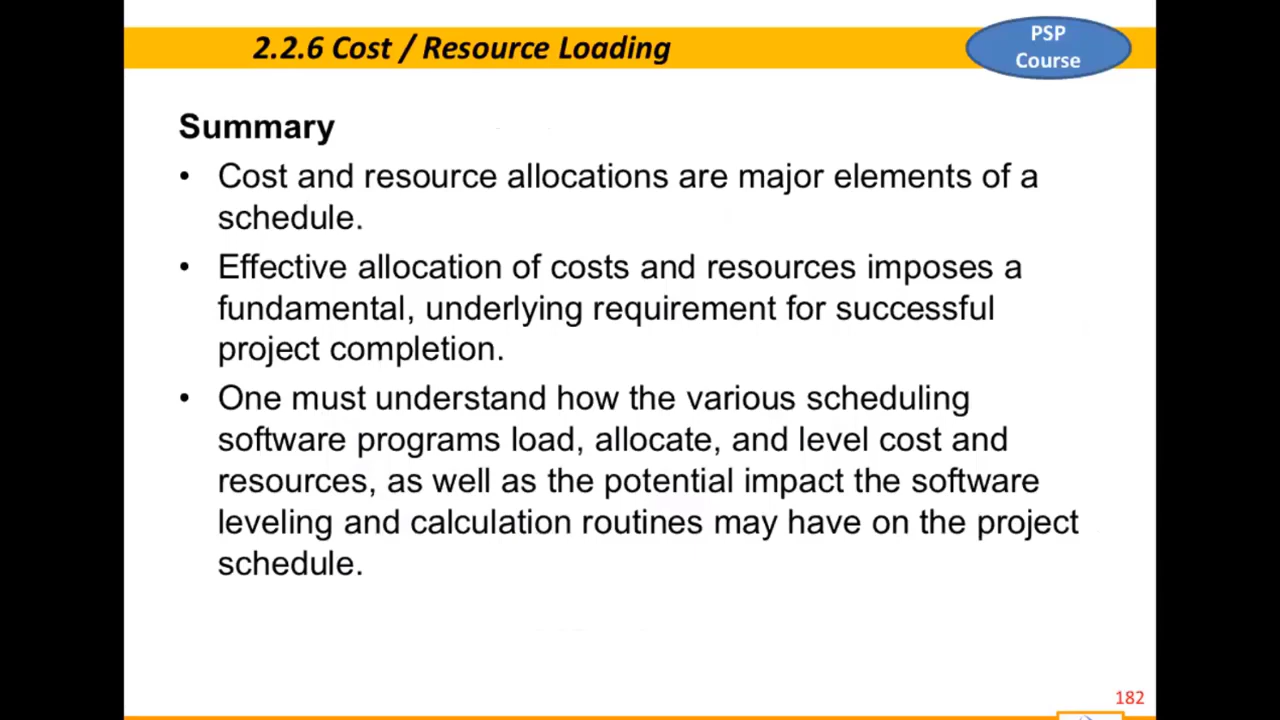 2.2.6 Cost / Resource Loading
PSP
Course
Summary
• Cost and resource allocations are major elements of a
schedule.
• Effective allocation of costs and resources imposes a
fundamental, underlying requirement for successful
project completion.
• One must understand how the various scheduling
software programs load, allocate, and level cost and
resources, as well as the potential impact the software
leveling and calculation routines may have on the project
schedule.
182